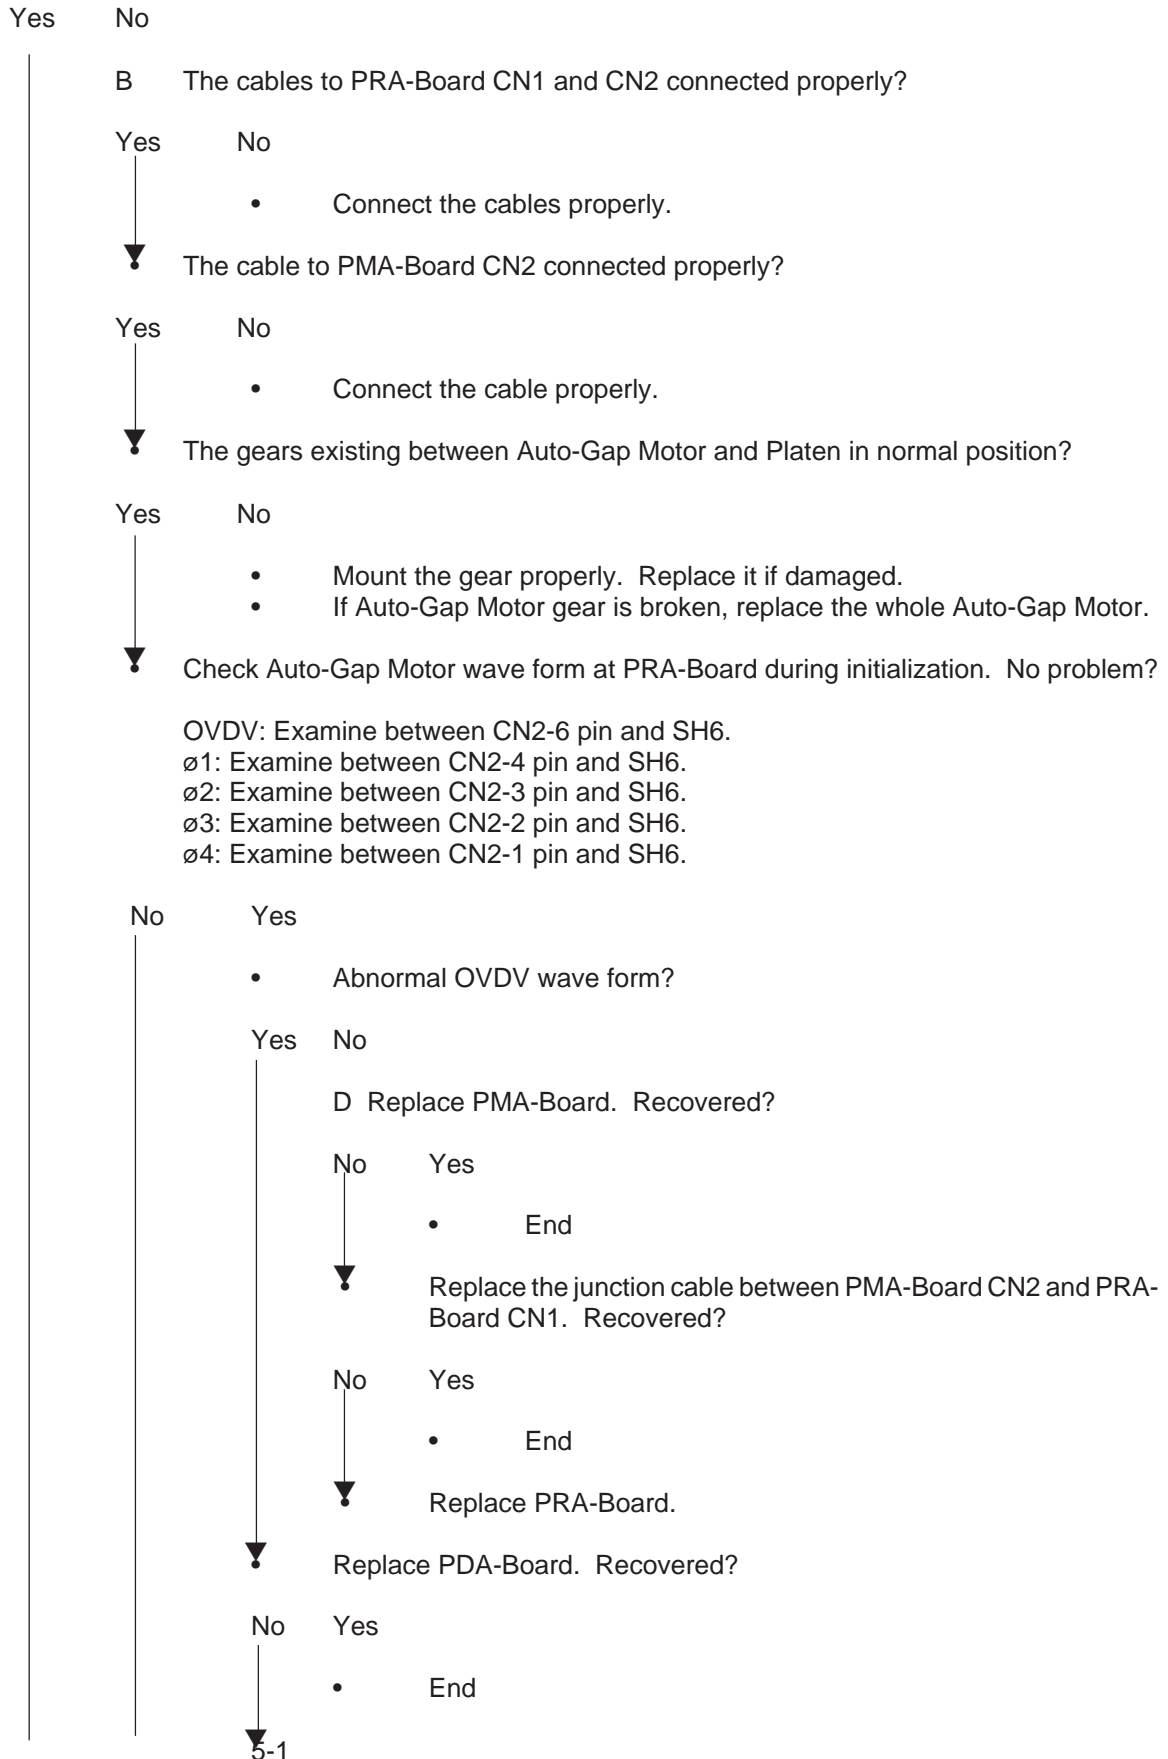 Yes No
B The cables to PRA-Board CN1 and CN2 connected properly?
Yes No
• Connect the cables properly.
• The cable to PMA-Board CN2 connected properly?
Yes No
• Connect the cable properly.
• The gears existing between Auto-Gap Motor and Platen in normal position?
Yes No
• Mount the gear properly. Replace it if damaged.
• If Auto-Gap Motor gear is broken, replace the whole Auto-Gap Motor.
• Check Auto-Gap Motor wave form at PRA-Board during initialization. No problem?
OVDV: Examine between CN2-6 pin and SH6.
ø1: Examine between CN2-4 pin and SH6.
ø2: Examine between CN2-3 pin and SH6.
ø3: Examine between CN2-2 pin and SH6.
ø4: Examine between CN2-1 pin and SH6.
No Yes
• Abnormal OVDV wave form?
Yes No
D Replace PMA-Board. Recovered?
No Yes
• End
• Replace the junction cable between PMA-Board CN2 and PRA-
Board CN1. Recovered?
No Yes
• End
• Replace PRA-Board.
• Replace PDA-Board. Recovered?
No Yes
• End
5-1